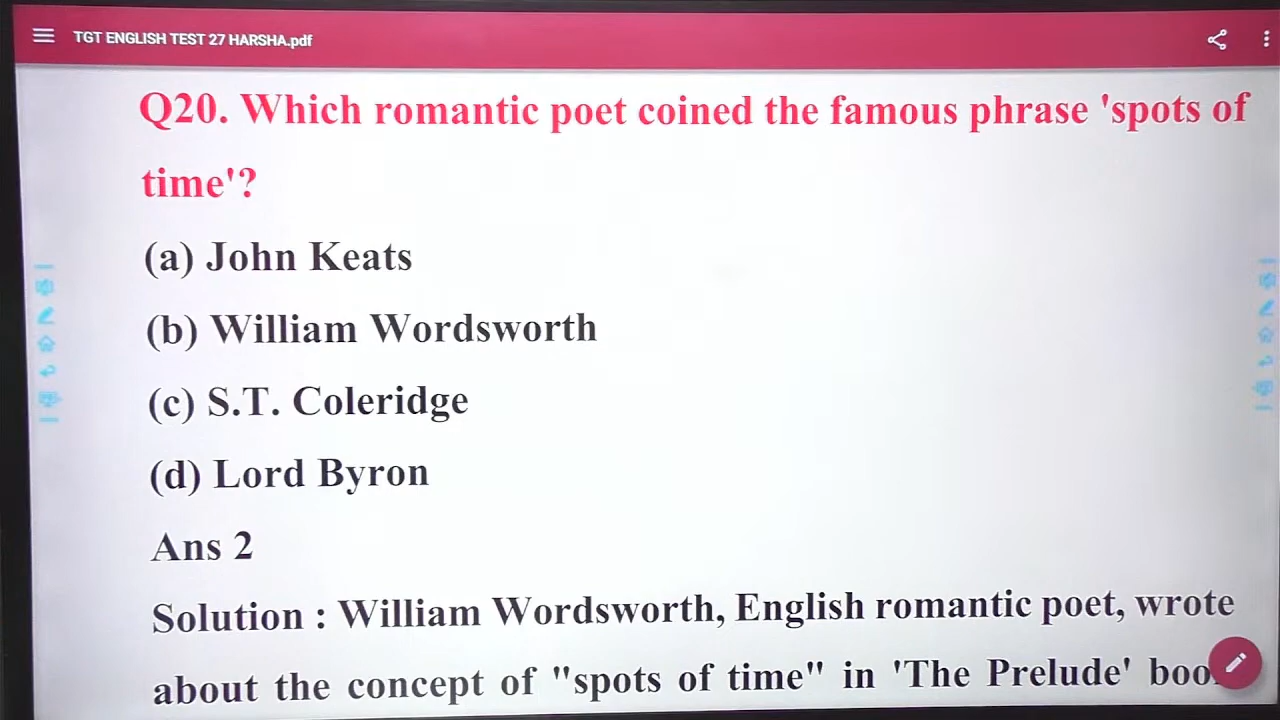 TGT ENGLISH TEST 27 HARSHA.pdf
Q20. Which romantic poet coined the famous phrase 'spots of
time'?
(a) John Keats
(b) William Wordsworth
(c) S.T. Coleridge
(d) Lord Byron
Ans 2
Solution : William Wordsworth, English romantic poet, wrote
about the concept of "spots of time" in 'The Prelude'